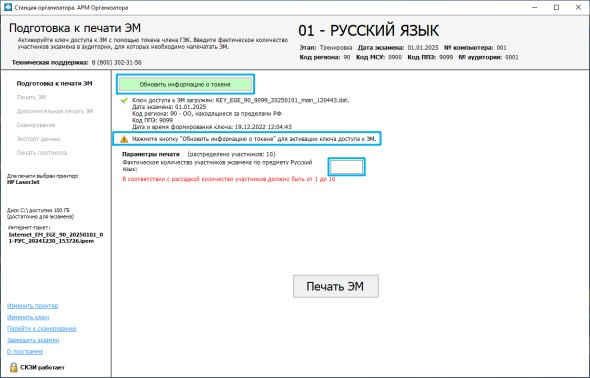 Станция организатора. АРМ Организатора
Подготовка к печати ЭМ
Активируйте ключ доступа к ЭМ с помощью токена члена ГЭК. Введите фактическое количество
участников экзамена в аудитории, для которых необходимо напечатать ЭМ.
Техническая поддержка: 8 (800) 302-31-56
01 - РУССКИЙ ЯЗЫК
Этап: Тренировка Дата экзамена: 01.01.2025 № компьютера: 001
Код региона: 90 Код МСУ: 0900 Код ППЭ: 9099 № аудитории: 0001
Подготовка к печати ЭМ
Печать ЭМ
Дополнительная печать ЭМ
Сканирование
Экспорт данных
Печать протокола
Для печати выбран принтер:
HP LaserJet
Диск C:\ доступно 100 ГБ
(достаточно для экзамена)
Интернет-пакет:
Internet_EM_EGE_90_20250101_0
1-РУС_20241230_153726.ipem
Изменить принтер
Изменить ключ
Перейти к сканированию
Завершить экзамен
О программе
СКЗИ работает
Обновить информацию о токене
Ключ доступа к ЭМ загружен: KEY_EGE_90_9099_20250101_main_120443.dat.
Дата экзамена: 01.01.2025
Код региона: 90 - ОО, находящиеся за пределами РФ
Код ППЭ: 9099
Дата и время формирования ключа: 19.12.2022 12:04:43
Нажмите кнопку "Обновить информацию о токене" для активации ключа доступа к ЭМ.
Параметры печати (распределено участников: 10)
Фактическое количество участников экзамена по предмету Русский
язык:
В соответствии с рассадкой количество участников должно быть от 1 до 10
Печать ЭМ